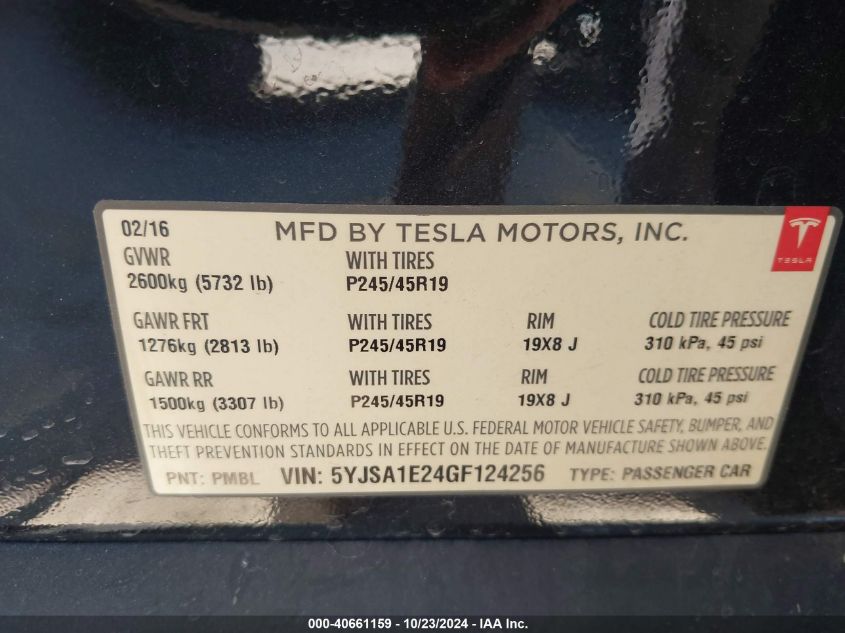 02/16 MFD BY TESLA MOTORS, INC.
TESLA
GVWR WITH TIRES
2600kg (5732 lb) P245/45R19
GAWR FRT WITH TIRES RIM COLD TIRE PRESSURE
1276kg (2813 lb) P245/45R19 19X8 J 310 kPa, 45 psi
GAWR RR WITH TIRES RIM COLD TIRE PRESSURE
1500kg (3307 lb) P245/45R19 19X8 J 310 kPa, 45 psi
THIS VEHICLE CONFORMS TO ALL APPLICABLE U.S. FEDERAL MOTOR VEHICLE SAFETY, BUMPER, AND
THEFT PREVENTION STANDARDS IN EFFECT ON THE DATE OF MANUFACTURE SHOWN ABOVE.
PNT: PMBL VIN: 5YJSA1E24GF124256 TYPE: PASSENGER CAR
000-40661159 - 10/23/2024 - IAA Inc.